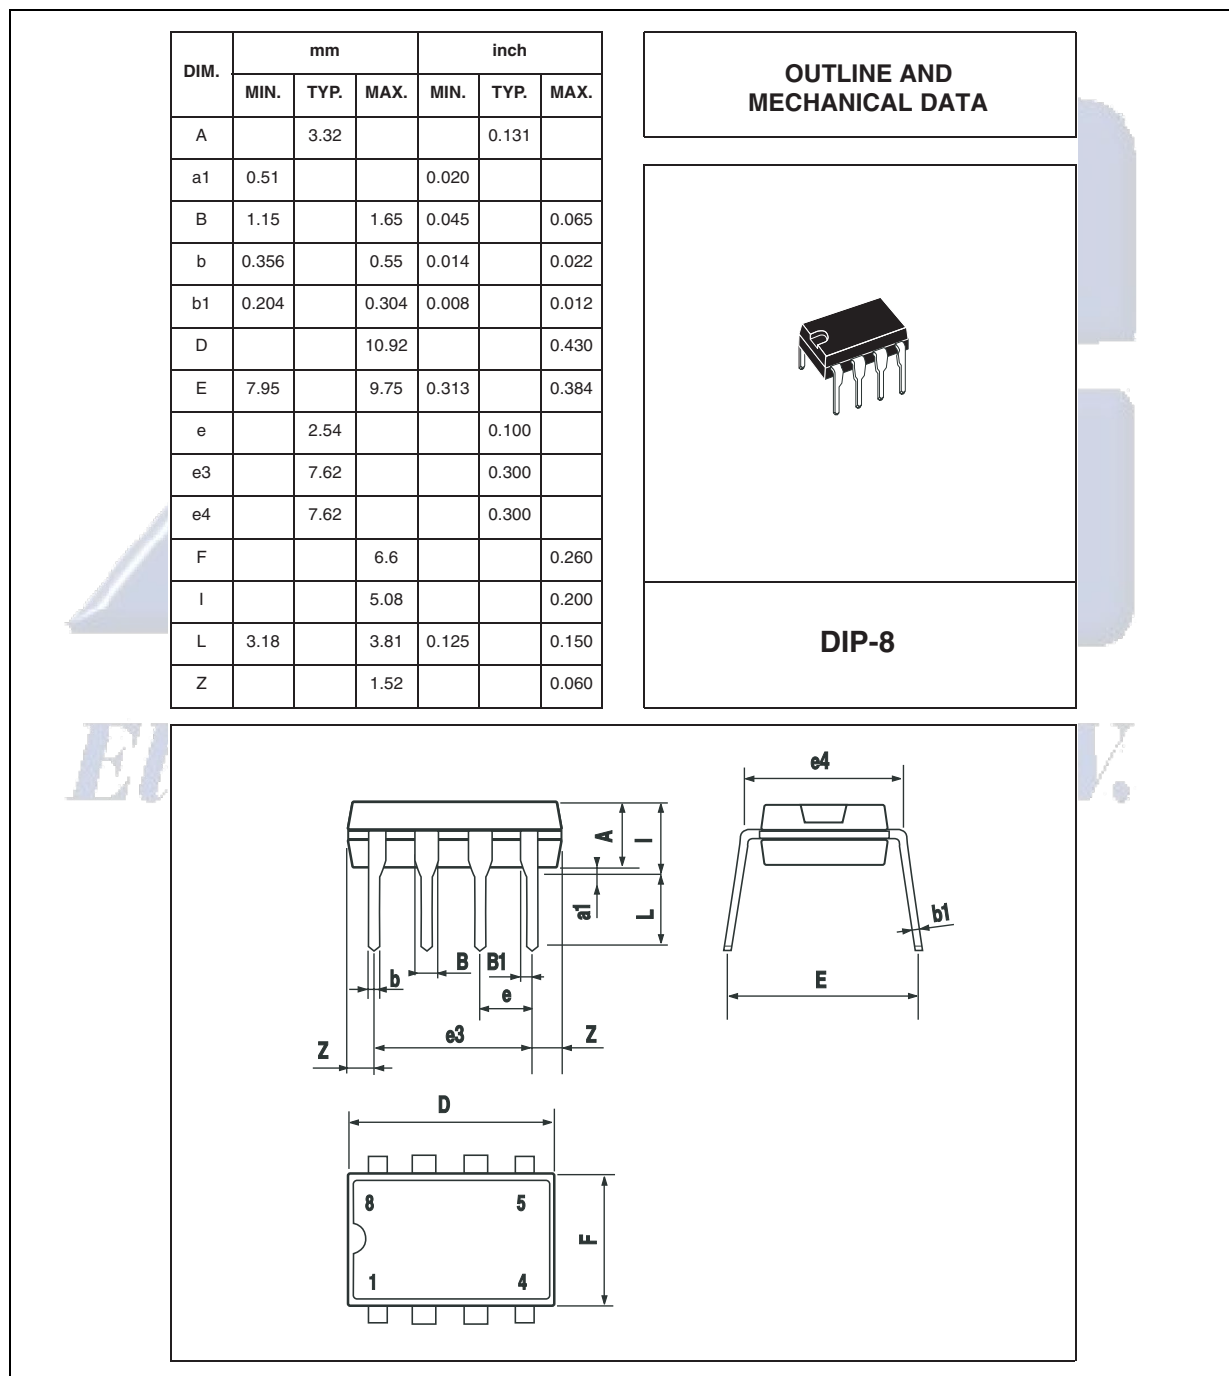 DIM. mm inch
MIN. TYP. MAX. MIN. TYP. MAX.
A 3.32 0.131
a1 0.51 0.020
B 1.15 1.65 0.045 0.065
b 0.356 0.55 0.014 0.022
b1 0.204 0.304 0.008 0.012
D 10.92 0.430
E 7.95 9.75 0.313 0.384
e 2.54 0.100
e3 7.62 0.300
e4 7.62 0.300
F 6.6 0.260
I 5.08 0.200
L 3.18 3.81 0.125 0.150
Z 1.52 0.060
OUTLINE AND
MECHANICAL DATA
DIP-8
e4
A
I
a1
L
b1
b
B
B1
e
E
e3
Z
Z
D
8
5
F
1
4